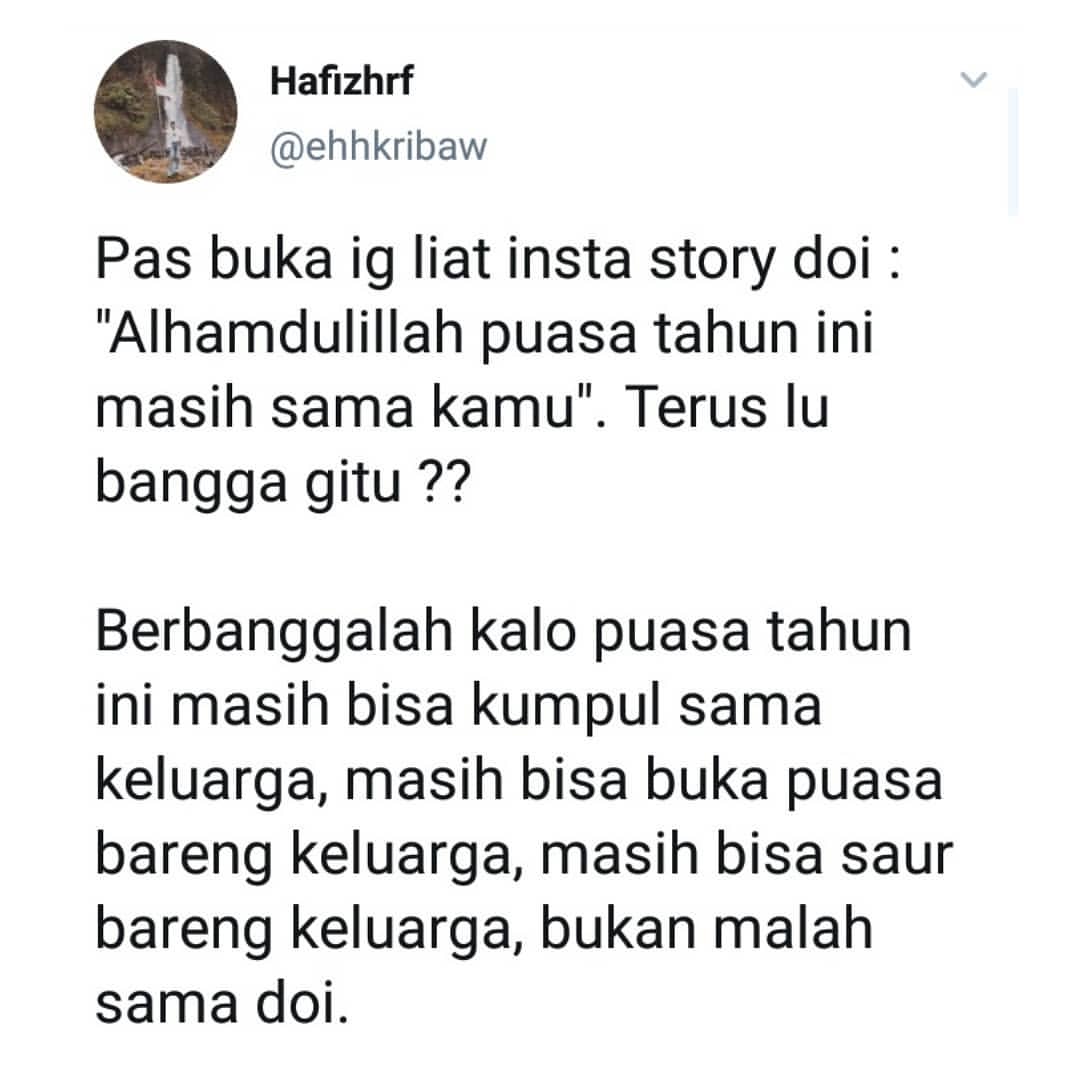 Hafizhrf
@ehhkribaw
Pas buka ig liat insta story doi :
"Alhamdulillah puasa tahun ini
masih sama kamu". Terus lu
bangga gitu ??
Berbanggalah kalo puasa tahun
ini masih bisa kumpul sama
keluarga, masih bisa buka puasa
bareng keluarga, masih bisa saur
bareng keluarga, bukan malah
sama doi.